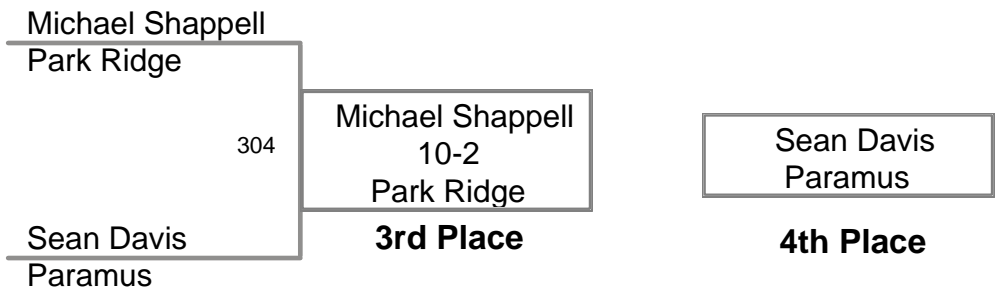 Michael Shappell
Park Ridge
304
Sean Davis
Paramus
Michael Shappell
10-2
Park Ridge
3rd Place
Sean Davis
Paramus
4th Place